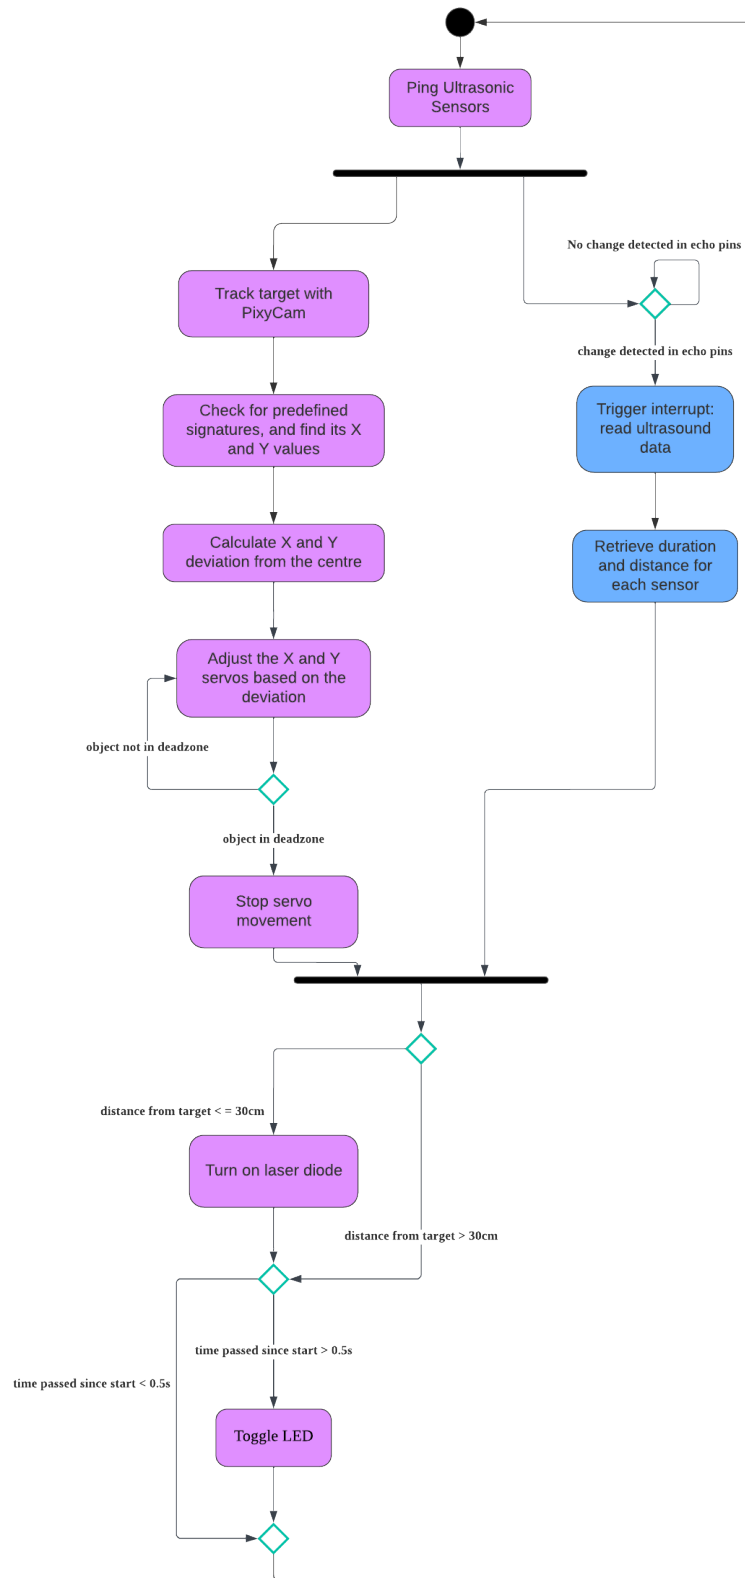 Ping Ultrasonic
Sensors
No change detected in echo pins
Track target with
PixyCam
change detected in echo pins
Check for predefined
signatures, and find its X
and Y values
Trigger interrupt:
read ultrasound
data
Calculate X and Y
deviation from the centre
Retrieve duration
and distance for
each sensor
Adjust the X and Y
servos based on the
deviation
object not in deadzone
object in deadzone
Stop servo
movement
distance from target < = 30cm
Turn on laser diode
distance from target > 30cm
time passed since start > 0.5s
time passed since start < 0.5s
Toggle LED